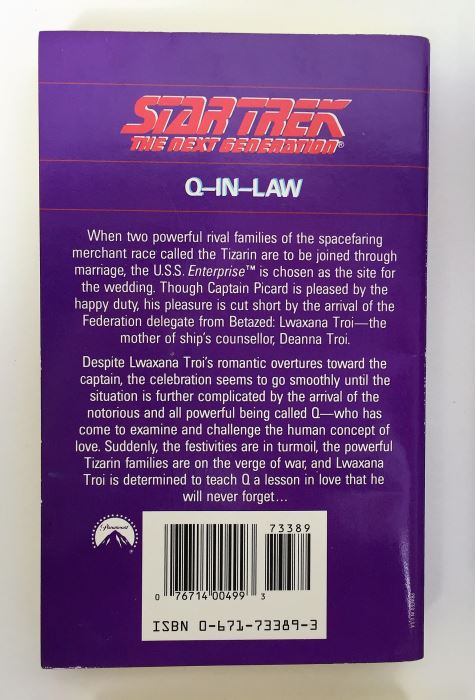 STAR TREK
THE NEXT GENERATION®
Q–IN–LAW
When two powerful rival families of the spacefaring
merchant race called the Tizarin are to be joined through
marriage, the U.S.S. Enterprise™ is chosen as the site for
the wedding. Though Captain Picard is pleased by the
happy duty, his pleasure is cut short by the arrival of the
Federation delegate from Betazed: Lwaxana Troi—the
mother of ship's counsellor, Deanna Troi.
Despite Lwaxana Troi's romantic overtures toward the
captain, the celebration seems to go smoothly until the
situation is further complicated by the arrival of the
notorious and all powerful being called Q—who has
come to examine and challenge the human concept of
love. Suddenly, the festivities are in turmoil, the powerful
Tizarin families are on the verge of war, and Lwaxana
Troi is determined to teach Q a lesson in love that he
will never forget...
Paramount
73389
0 76714 00499 3
ISBN 0-671-73389-3